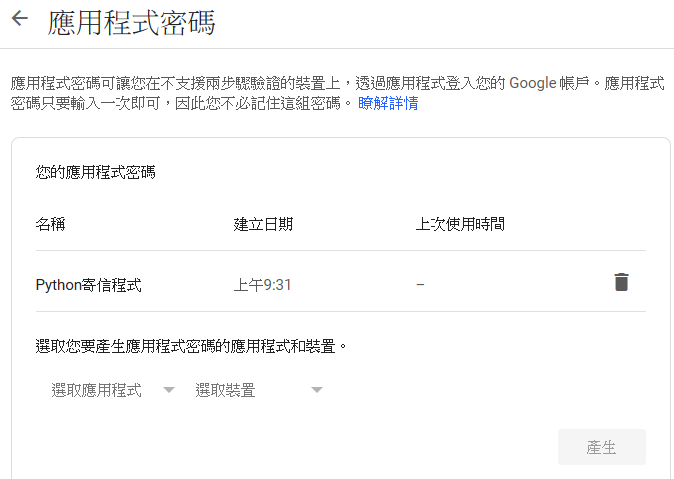 應用程式密碼
應用程式密碼可讓您在不支援兩步驟驗證的裝置上，透過應用程式登入您的 Google 帳戶。應用程式
密碼只要輸入一次即可，因此您不必記住這組密碼。 瞭解詳情
您的應用程式密碼
名稱 建立日期 上次使用時間
Python寄信程式 上午9:31 –
選取您要產生應用程式密碼的應用程式和裝置。
選取應用程式 選取裝置
產生